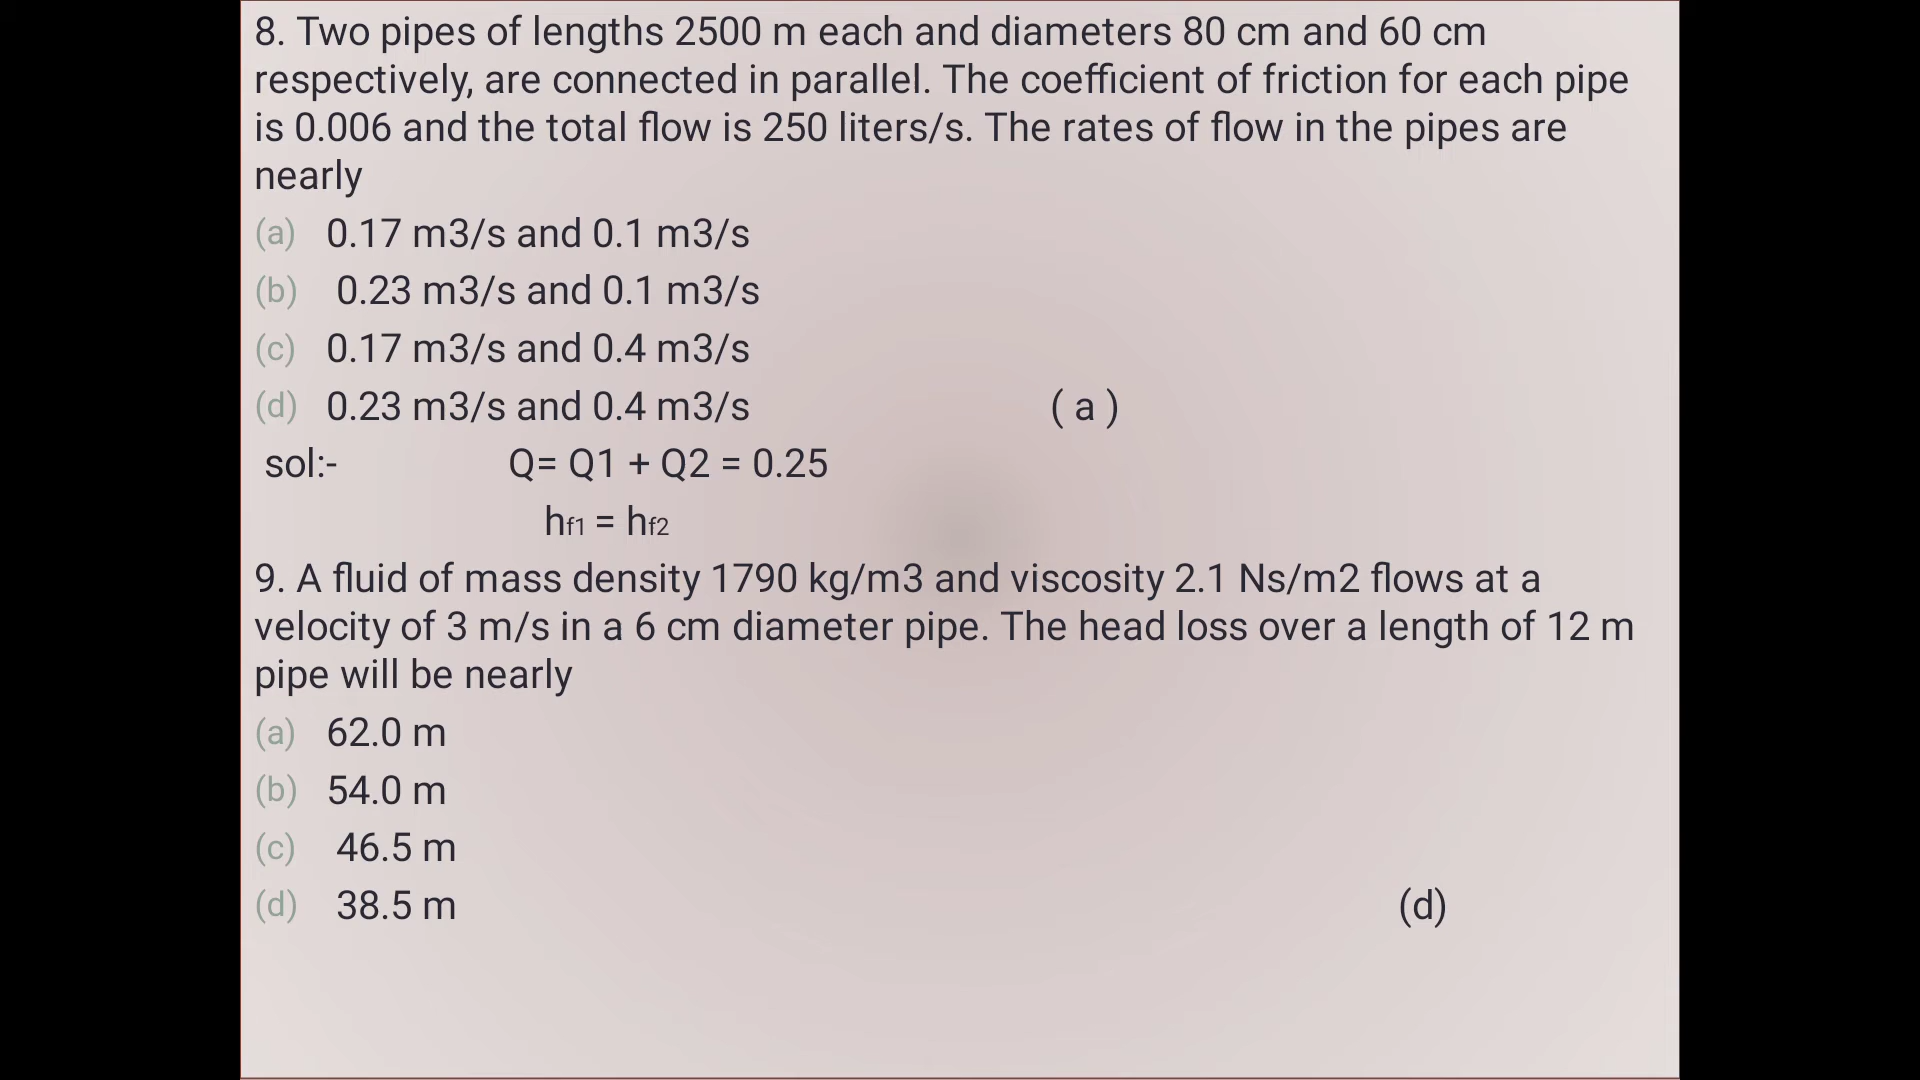 8. Two pipes of lengths 2500 m each and diameters 80 cm and 60 cm
respectively, are connected in parallel. The coefficient of friction for each pipe
is 0.006 and the total flow is 250 liters/s. The rates of flow in the pipes are
nearly
(a) 0.17 m3/s and 0.1 m3/s
(b) 0.23 m3/s and 0.1 m3/s
(c) 0.17 m3/s and 0.4 m3/s
(d) 0.23 m3/s and 0.4 m3/s ( a )
sol:- Q= Q1 + Q2 = 0.25
hf1 = hf2
9. A fluid of mass density 1790 kg/m3 and viscosity 2.1 Ns/m2 flows at a
velocity of 3 m/s in a 6 cm diameter pipe. The head loss over a length of 12 m
pipe will be nearly
(a) 62.0 m
(b) 54.0 m
(c) 46.5 m
(d) 38.5 m (d)